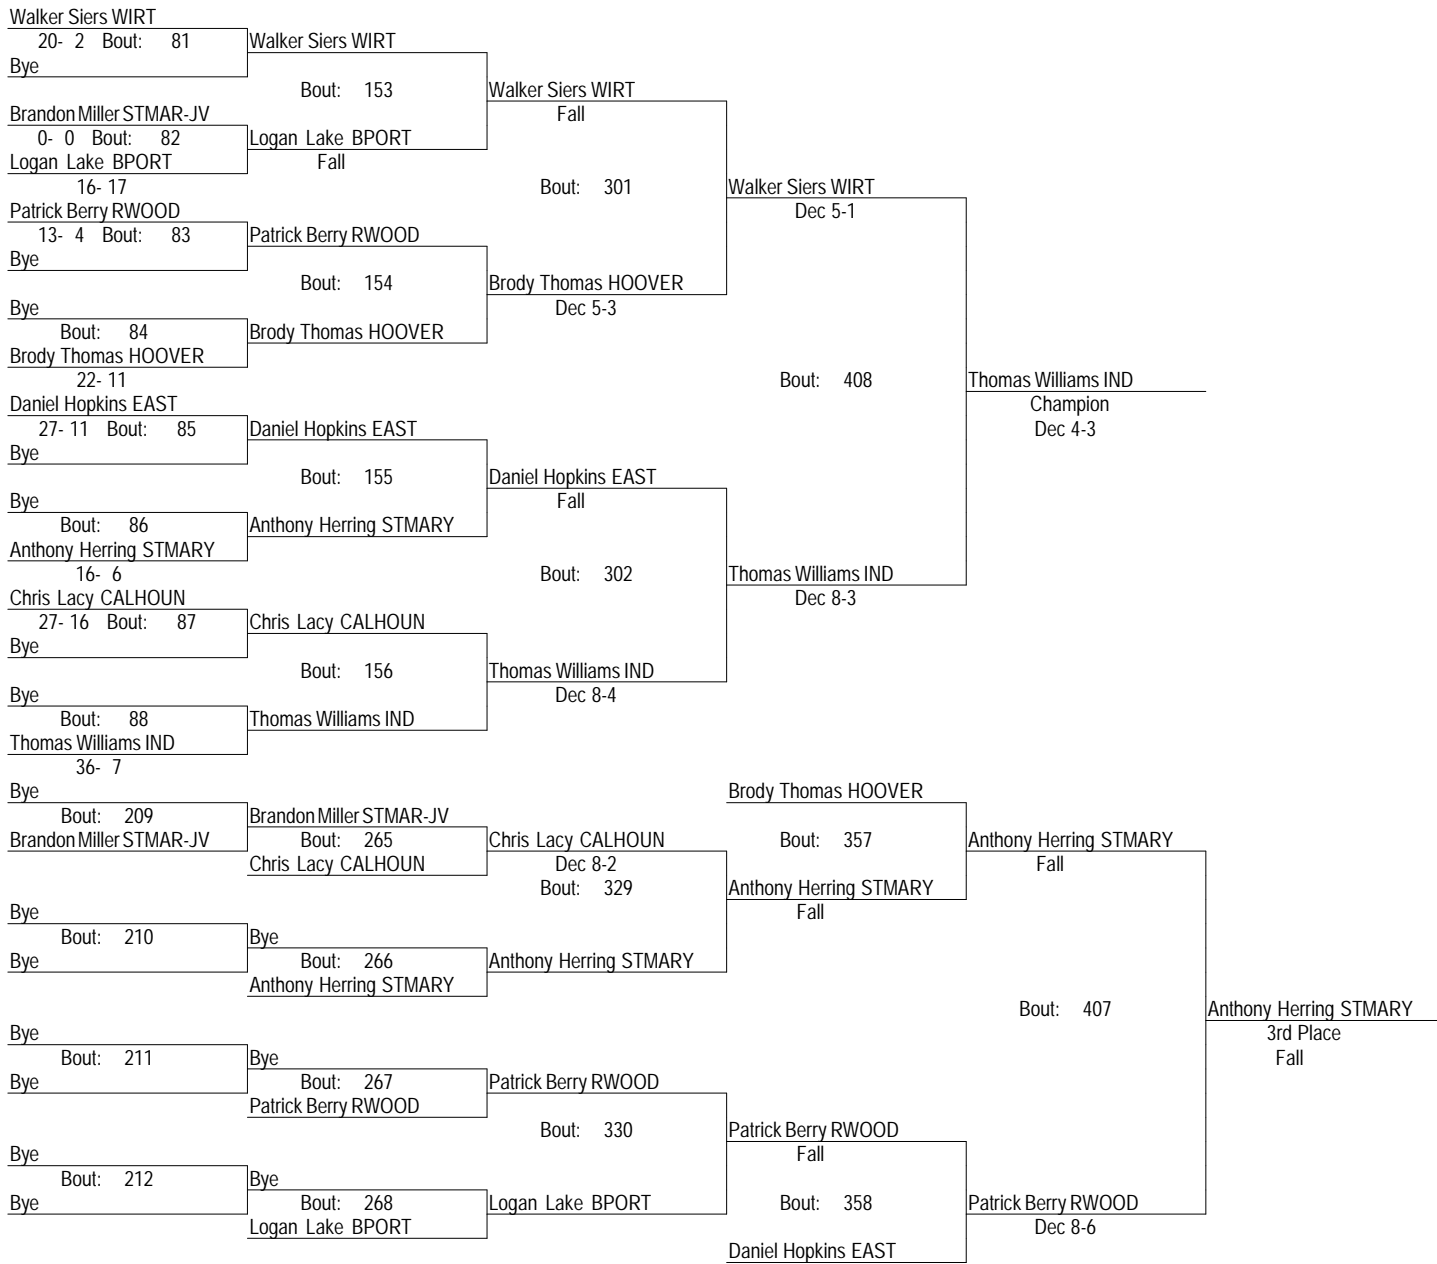 Walker Siers WIRT
20- 2 Bout: 81
Walker Siers WIRT
Bye
Bout: 153
Walker Siers WIRT
Fall
Brandon Miller STMAR-JV
0- 0 Bout: 82
Logan Lake BPORT
Logan Lake BPORT
Fall
16- 17
Bout: 301
Walker Siers WIRT
Dec 5-1
Patrick Berry RWOOD
13- 4 Bout: 83
Patrick Berry RWOOD
Bye
Bout: 154
Brody Thomas HOOVER
Dec 5-3
Bye
Bout: 84
Brody Thomas HOOVER
Brody Thomas HOOVER
22- 11
Bout: 408
Thomas Williams IND
Champion
Dec 4-3
Daniel Hopkins EAST
27- 11 Bout: 85
Daniel Hopkins EAST
Bye
Bout: 155
Daniel Hopkins EAST
Fall
Bye
Bout: 86
Anthony Herring STMARY
Anthony Herring STMARY
16- 6
Bout: 302
Thomas Williams IND
Dec 8-3
Chris Lacy CALHOUN
27- 16 Bout: 87
Chris Lacy CALHOUN
Bye
Bout: 156
Thomas Williams IND
Dec 8-4
Bye
Bout: 88
Thomas Williams IND
Thomas Williams IND
36- 7
Bye
Bout: 209
Brandon Miller STMAR-JV
Brandon Miller STMAR-JV
Bout: 265
Chris Lacy CALHOUN
Chris Lacy CALHOUN
Dec 8-2
Bout: 329
Brody Thomas HOOVER
Bout: 357
Anthony Herring STMARY
Fall
Anthony Herring STMARY
Fall
Bye
Bout: 210
Bye
Bye
Bout: 266
Anthony Herring STMARY
Anthony Herring STMARY
Bout: 407
Anthony Herring STMARY
3rd Place
Fall
Bye
Bout: 211
Bye
Bye
Bout: 267
Patrick Berry RWOOD
Patrick Berry RWOOD
Bout: 330
Patrick Berry RWOOD
Fall
Bye
Bout: 212
Bye
Bye
Bout: 268
Logan Lake BPORT
Logan Lake BPORT
Bout: 358
Patrick Berry RWOOD
Dec 8-6
Daniel Hopkins EAST